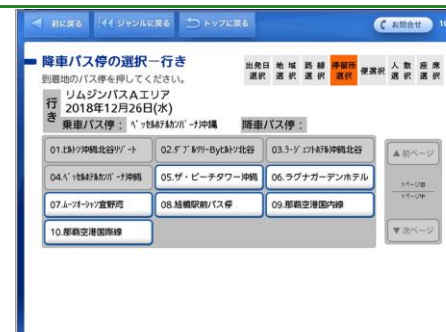 前に戻る ジャンルに戻る トップに戻る お問合せ
降車バス停の選択－行き
到着地のバス停を押してください。
出発日選択 地域選択 路線選択 停留所選択 便選択 人数選択 座席選択
行き
リムジンバスAエリア
2018年12月26日(水)
乗車バス停： ﾍﾞｯｾﾙﾎﾃﾙｶﾝﾊﾟｰﾅ沖縄 降車バス停：
01.ﾋﾙﾄﾝ沖縄北谷ﾘｿﾞｰﾄ 02.ﾀﾞﾌﾞﾙﾂﾘｰByﾋﾙﾄﾝ北谷 03.ｻﾞ･ｼﾞｪﾝﾄﾎﾃﾙ沖縄北谷
04.ﾍﾞｯｾﾙﾎﾃﾙｶﾝﾊﾟｰﾅ沖縄 05.ザ・ビーチタワー沖縄 06.ラグナガーデンホテル
07.ﾑｰﾝｵｰｼｬﾝ宜野湾 08.旭橋駅前バス停 09.那覇空港国内線
10.那覇空港国際線
▲前ページ
1ページ目
1ページ中
▼次ページ